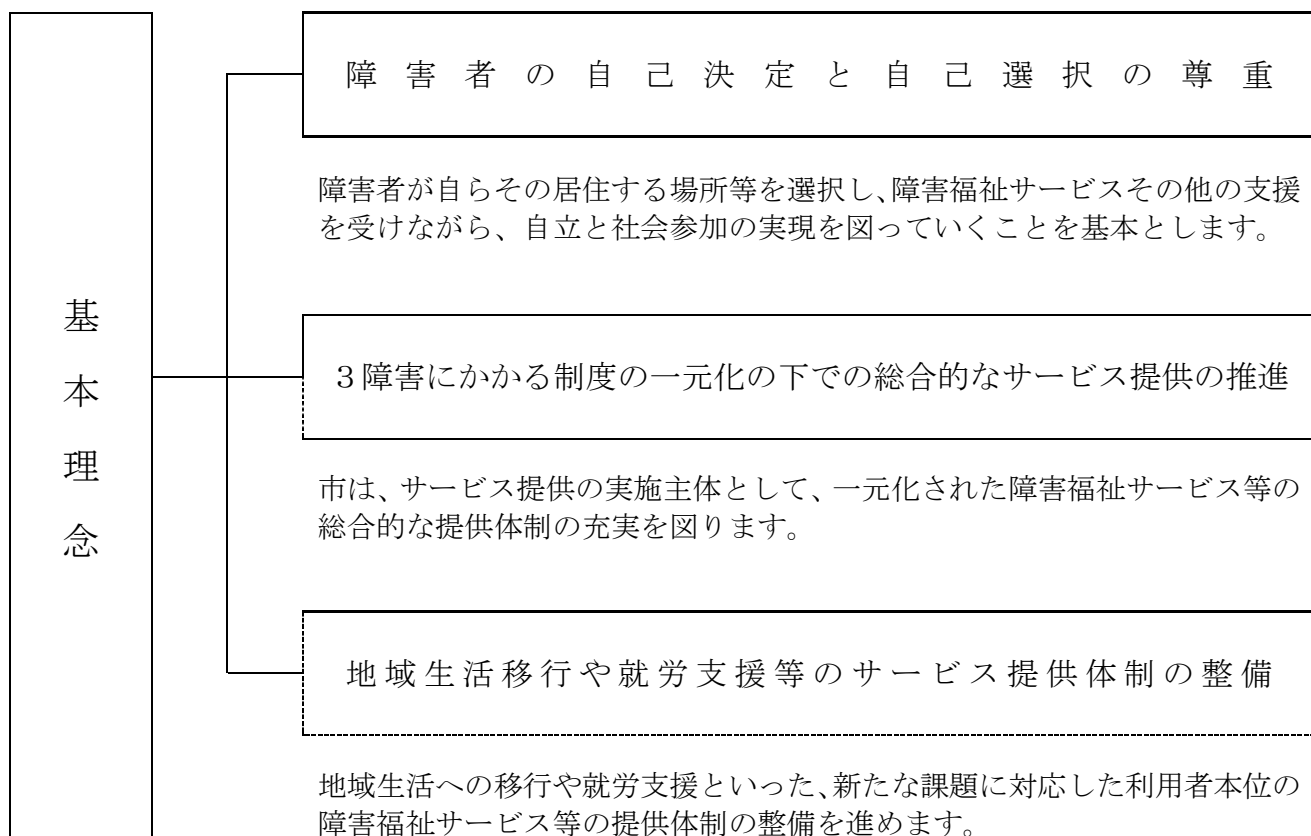 基本理念
障害者の自己決定と自己選択の尊重
障害者が自らその居住する場所等を選択し、障害福祉サービスその他の支援
を受けながら、自立と社会参加の実現を図っていくことを基本とします。
3障害にかかる制度の一元化の下での総合的なサービス提供の推進
市は、サービス提供の実施主体として、一元化された障害福祉サービス等の
総合的な提供体制の充実を図ります。
地域生活移行や就労支援等のサービス提供体制の整備
地域生活への移行や就労支援といった、新たな課題に対応した利用者本位の
障害福祉サービス等の提供体制の整備を進めます。